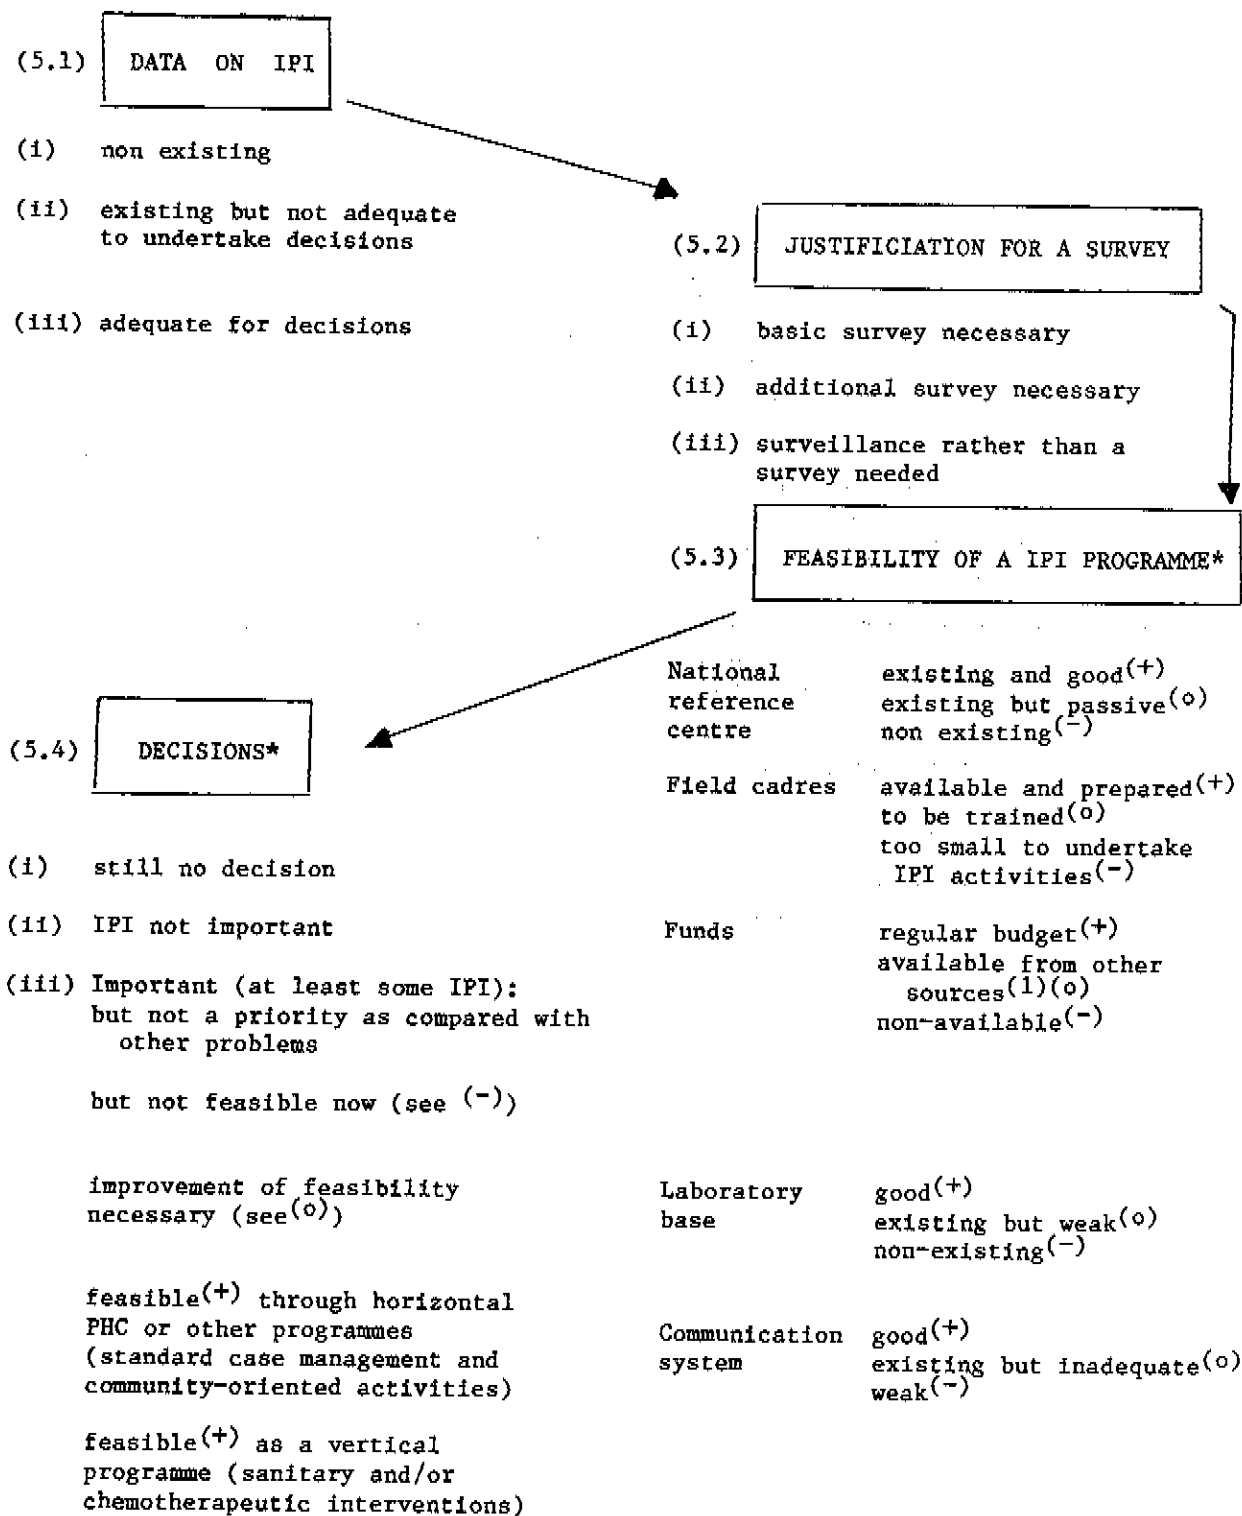 (5.1) DATA ON IPI
(i) non existing
(ii) existing but not adequate
to undertake decisions
(iii) adequate for decisions
(5.2) JUSTIFICIATION FOR A SURVEY
(i) basic survey necessary
(ii) additional survey necessary
(iii) surveillance rather than a
survey needed
(5.3) FEASIBILITY OF A IPI PROGRAMME*
National existing and good(+)
reference existing but passive(o)
centre non existing(-)
Field cadres available and prepared(+)
to be trained(o)
too small to undertake
IPI activities(-)
Funds regular budget(+)
available from other
sources(1)(o)
non-available(-)
Laboratory good(+)
base existing but weak(o)
non-existing(-)
Communication good(+)
system existing but inadequate(o)
weak(-)
(5.4) DECISIONS*
(i) still no decision
(ii) IPI not important
(iii) Important (at least some IPI):
but not a priority as compared with
other problems
but not feasible now (see (-))
improvement of feasibility
necessary (see(o))
feasible(+) through horizontal
PHC or other programmes
(standard case management and
community-oriented activities)
feasible(+) as a vertical
programme (sanitary and/or
chemotherapeutic interventions)